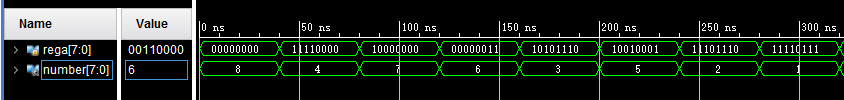 Name Value 0 ns 50 ns 100 ns 150 ns 200 ns 250 ns 300 ns
rega[7:0] 00110000 00000000 11110000 10000000 00000011 10101110 10010001 11101110 11110111
number[7:0] 6 8 4 7 6 3 5 2 1